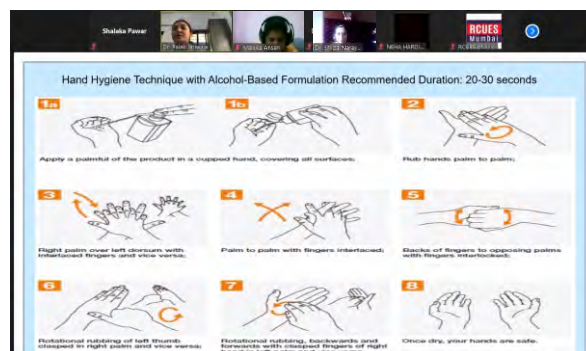 Shalaka Pawar
RCUES
Mumbai
Hand Hygiene Technique with Alcohol-Based Formulation Recommended Duration: 20-30 seconds
1a
1b
2
Apply a palmful of the product in a cupped hand, covering all surfaces;
Rub hands palm to palm;
3
4
5
Right palm over left dorsum with
interlaced fingers and vice versa;
Palm to palm with fingers interlaced;
Backs of fingers to opposing palms
with fingers interlocked;
6
7
8
Rotational rubbing of left thumb
clasped in right palm and vice versa;
Rotational rubbing, backwards and
forwards with clasped fingers of right
Once dry, your hands are safe.